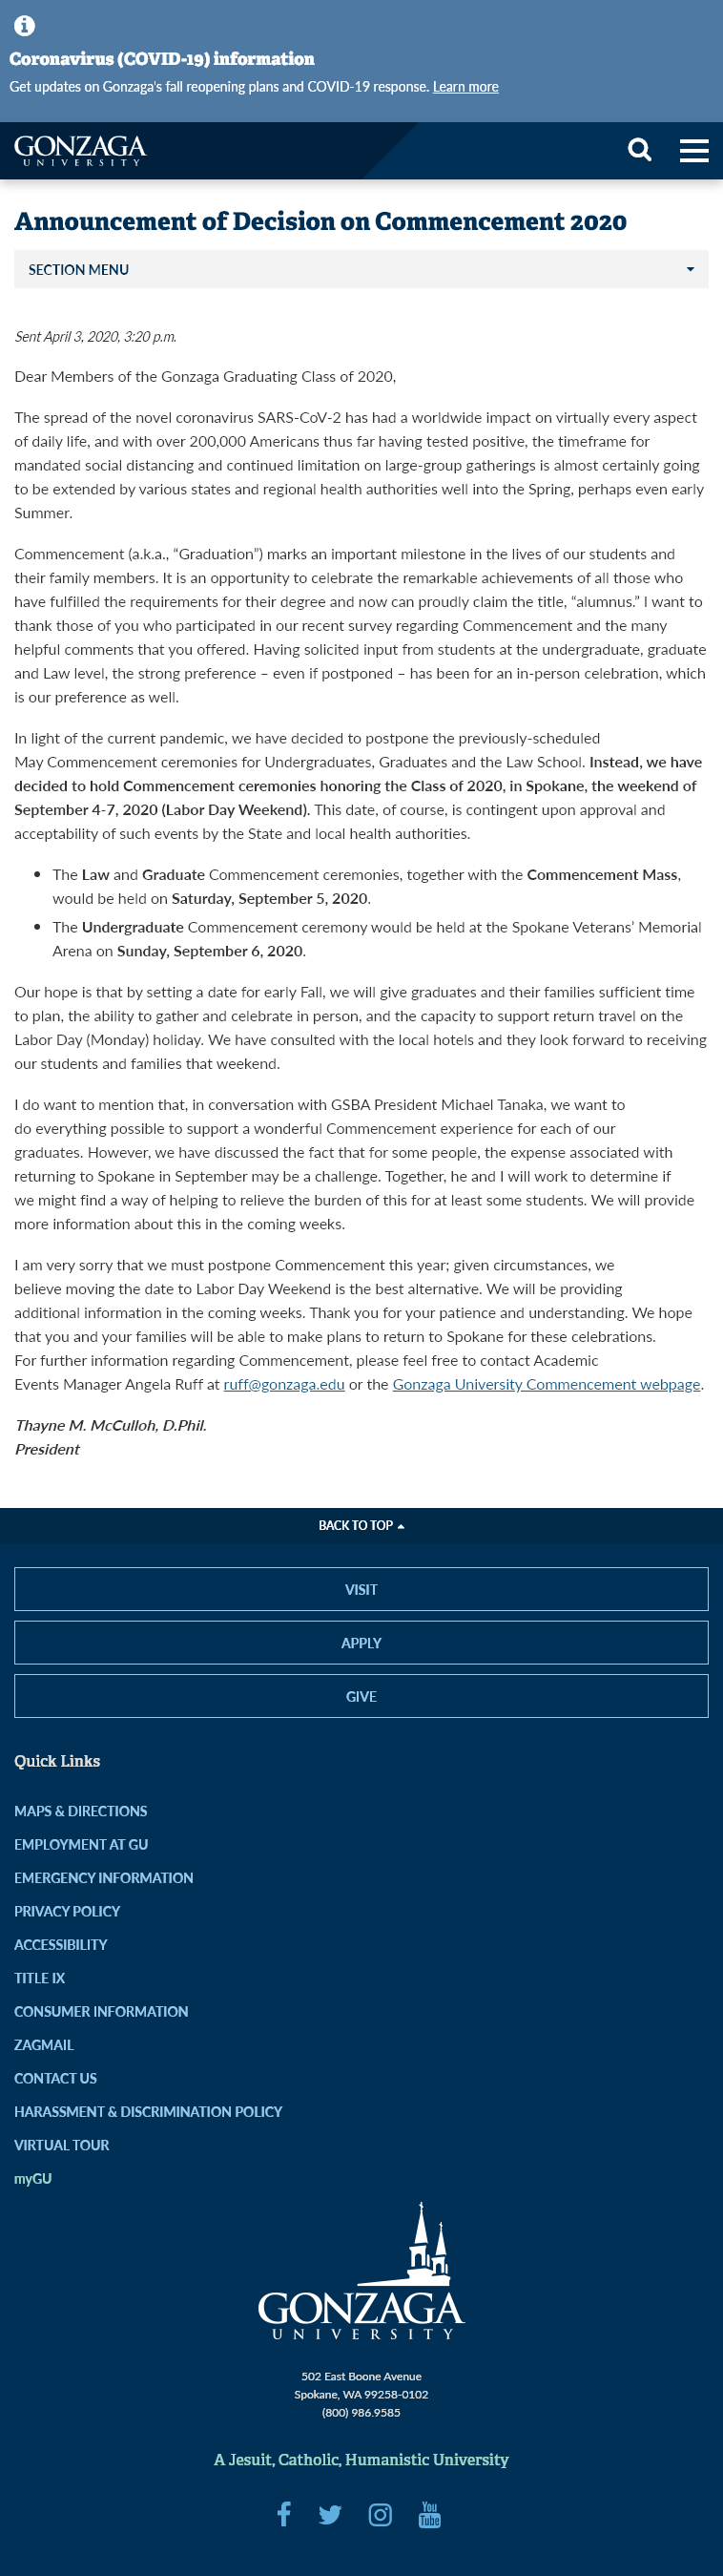 Coronavirus (COVID-19) information
Get updates on Gonzaga's fall reopening plans and COVID-19 response. Learn more
GONZAGA
UNIVERSITY
Announcement of Decision on Commencement 2020
SECTION MENU
Sent April 3, 2020, 3:20 p.m.
Dear Members of the Gonzaga Graduating Class of 2020,
The spread of the novel coronavirus SARS-CoV-2 has had a worldwide impact on virtually every aspect
of daily life, and with over 200,000 Americans thus far having tested positive, the timeframe for
mandated social distancing and continued limitation on large-group gatherings is almost certainly going
to be extended by various states and regional health authorities well into the Spring, perhaps even early
Summer.
Commencement (a.k.a., “Graduation”) marks an important milestone in the lives of our students and
their family members. It is an opportunity to celebrate the remarkable achievements of all those who
have fulfilled the requirements for their degree and now can proudly claim the title, “alumnus.” I want to
thank those of you who participated in our recent survey regarding Commencement and the many
helpful comments that you offered. Having solicited input from students at the undergraduate, graduate
and Law level, the strong preference – even if postponed – has been for an in-person celebration, which
is our preference as well.
In light of the current pandemic, we have decided to postpone the previously-scheduled
May Commencement ceremonies for Undergraduates, Graduates and the Law School. Instead, we have
decided to hold Commencement ceremonies honoring the Class of 2020, in Spokane, the weekend of
September 4-7, 2020 (Labor Day Weekend). This date, of course, is contingent upon approval and
acceptability of such events by the State and local health authorities.
• The Law and Graduate Commencement ceremonies, together with the Commencement Mass,
would be held on Saturday, September 5, 2020.
• The Undergraduate Commencement ceremony would be held at the Spokane Veterans’ Memorial
Arena on Sunday, September 6, 2020.
Our hope is that by setting a date for early Fall, we will give graduates and their families sufficient time
to plan, the ability to gather and celebrate in person, and the capacity to support return travel on the
Labor Day (Monday) holiday. We have consulted with the local hotels and they look forward to receiving
our students and families that weekend.
I do want to mention that, in conversation with GSBA President Michael Tanaka, we want to
do everything possible to support a wonderful Commencement experience for each of our
graduates. However, we have discussed the fact that for some people, the expense associated with
returning to Spokane in September may be a challenge. Together, he and I will work to determine if
we might find a way of helping to relieve the burden of this for at least some students. We will provide
more information about this in the coming weeks.
I am very sorry that we must postpone Commencement this year; given circumstances, we
believe moving the date to Labor Day Weekend is the best alternative. We will be providing
additional information in the coming weeks. Thank you for your patience and understanding. We hope
that you and your families will be able to make plans to return to Spokane for these celebrations.
For further information regarding Commencement, please feel free to contact Academic
Events Manager Angela Ruff at ruff@gonzaga.edu or the Gonzaga University Commencement webpage.
Thayne M. McCulloh, D.Phil.
President
BACK TO TOP
VISIT
APPLY
GIVE
Quick Links
MAPS & DIRECTIONS
EMPLOYMENT AT GU
EMERGENCY INFORMATION
PRIVACY POLICY
ACCESSIBILITY
TITLE IX
CONSUMER INFORMATION
ZAGMAIL
CONTACT US
HARASSMENT & DISCRIMINATION POLICY
VIRTUAL TOUR
myGU
GONZAGA
UNIVERSITY
502 East Boone Avenue
Spokane, WA 99258-0102
(800) 986.9585
A Jesuit, Catholic, Humanistic University
You
Tube